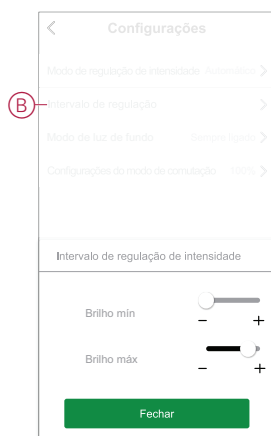 Configurações
Modo de regulação de intensidade Automático
B
Intervalo de regulação
Modo de luz de fundo Sempre ligado
Configurações do modo de comutação 100 %
Intervalo de regulação de intensidade
Brilho mín
- +
Brilho máx
- +
Fechar